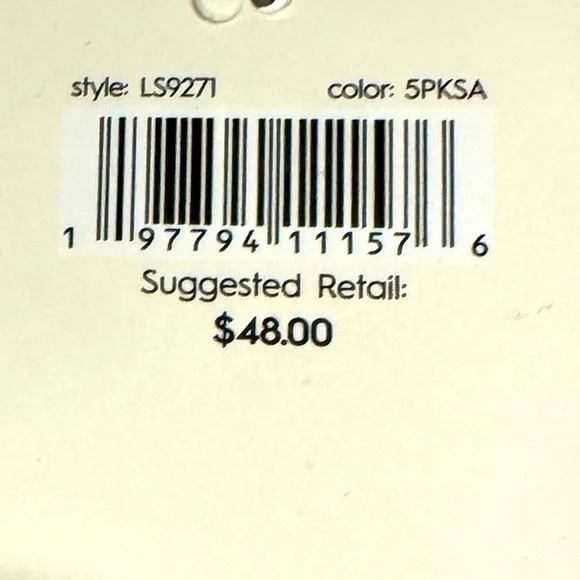 style: LS9271 color: 5PKSA
1 97794 11157 6
Suggested Retail:
$48.00